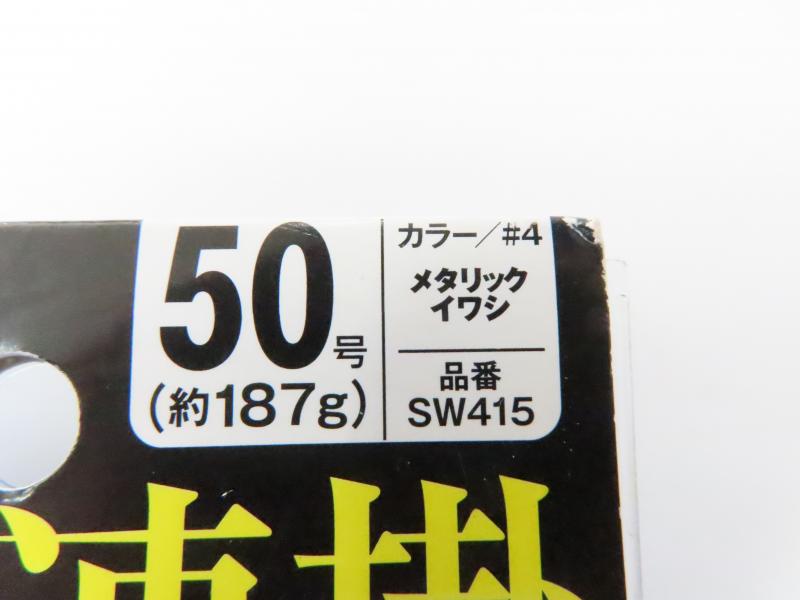 50号
(約187g)
カラー/#4
メタリック
イワシ
品番
SW415
掛